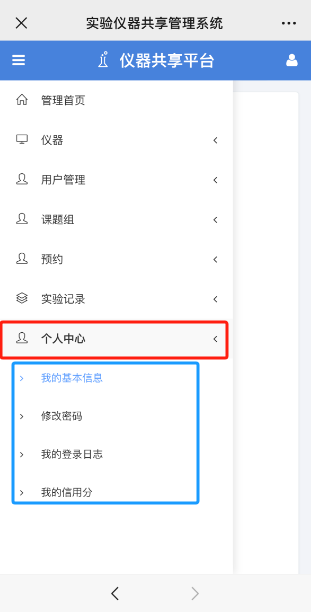 实验仪器共享管理系统
仪器共享平台
管理首页
仪器
用户管理
课题组
预约
实验记录
个人中心
我的基本信息
修改密码
我的登录日志
我的信用分